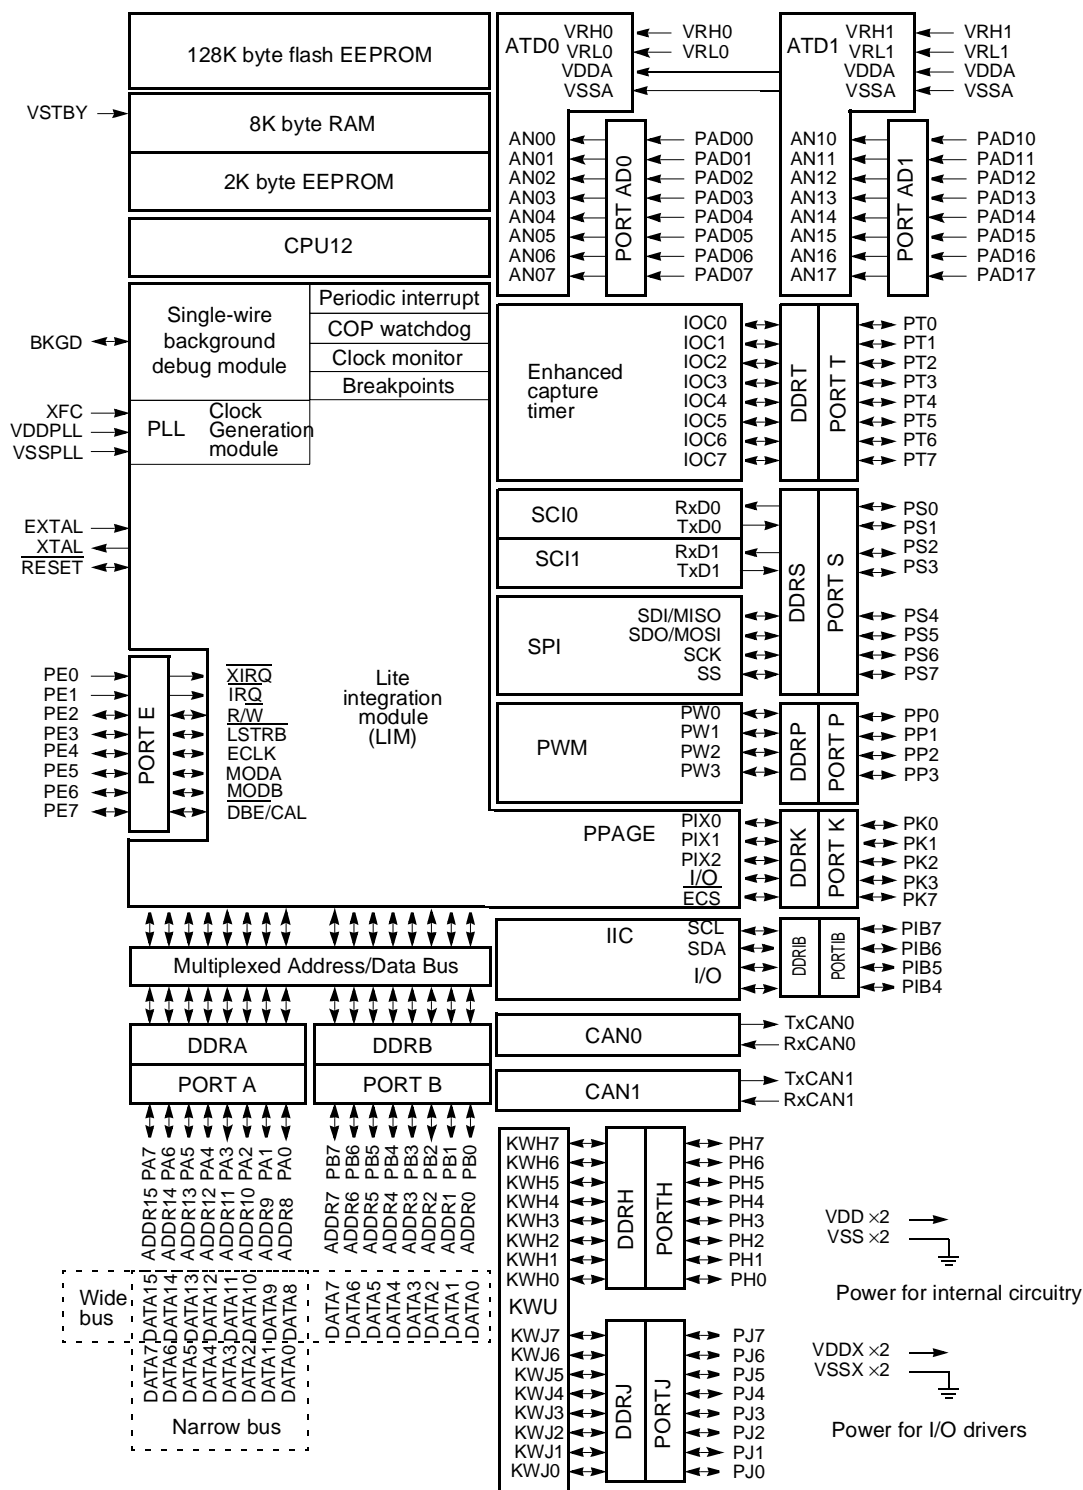 128K byte flash EEPROM
VSTBY
8K byte RAM
2K byte EEPROM
CPU12
Single-wire
background
debug module
Periodic interrupt
COP watchdog
Clock monitor
Breakpoints
BKGD
XFC
VDDPLL
VSSPLL
PLL
Clock
Generation
module
EXTAL
XTAL
RESET
PE0
PE1
PE2
PE3
PE4
PE5
PE6
PE7
PORT E
XIRQ
IRQ
R/W
LSTRB
ECLK
MODA
MODB
DBE/CAL
Lite
integration
module
(LIM)
ATD0
VRH0
VRL0
VDDA
VSSA
VRH0
VRL0
AN00
AN01
AN02
AN03
AN04
AN05
AN06
AN07
PORT AD0
PAD00
PAD01
PAD02
PAD03
PAD04
PAD05
PAD06
PAD07
ATD1
VRH1
VRL1
VDDA
VSSA
VRH1
VRL1
VDDA
VSSA
AN10
AN11
AN12
AN13
AN14
AN15
AN16
AN17
PORT AD1
PAD10
PAD11
PAD12
PAD13
PAD14
PAD15
PAD16
PAD17
Enhanced
capture
timer
IOC0
IOC1
IOC2
IOC3
IOC4
IOC5
IOC6
IOC7
DDRT
PORT T
PT0
PT1
PT2
PT3
PT4
PT5
PT6
PT7
SCI0
RxD0
TxD0
SCI1
RxD1
TxD1
SPI
SDI/MISO
SDO/MOSI
SCK
SS
DDRS
PORT S
PS0
PS1
PS2
PS3
PS4
PS5
PS6
PS7
PWM
PW0
PW1
PW2
PW3
DDRP
PORT P
PP0
PP1
PP2
PP3
PPAGE
PIX0
PIX1
PIX2
I/O
ECS
DDRK
PORT K
PK0
PK1
PK2
PK3
PK7
IIC
SCL
SDA
I/O
DDRIB
PORTIB
PIB7
PIB6
PIB5
PIB4
CAN0
TxCAN0
RxCAN0
CAN1
TxCAN1
RxCAN1
Multiplexed Address/Data Bus
DDRA
DDRB
PORT A
PORT B
PA7
PA6
PA5
PA4
PA3
PA2
PA1
PA0
PB7
PB6
PB5
PB4
PB3
PB2
PB1
PB0
ADDR15
ADDR14
ADDR13
ADDR12
ADDR11
ADDR10
ADDR9
ADDR8
ADDR7
ADDR6
ADDR5
ADDR4
ADDR3
ADDR2
ADDR1
ADDR0
Wide
bus
DATA15
DATA14
DATA13
DATA12
DATA11
DATA10
DATA9
DATA8
DATA7
DATA6
DATA5
DATA4
DATA3
DATA2
DATA1
DATA0
DATA7
DATA6
DATA5
DATA4
DATA3
DATA2
DATA1
DATA0
Narrow bus
KWH7
KWH6
KWH5
KWH4
KWH3
KWH2
KWH1
KWH0
KWU
DDRH
PORTH
PH7
PH6
PH5
PH4
PH3
PH2
PH1
PH0
KWJ7
KWJ6
KWJ5
KWJ4
KWJ3
KWJ2
KWJ1
KWJ0
DDRJ
PORTJ
PJ7
PJ6
PJ5
PJ4
PJ3
PJ2
PJ1
PJ0
VDD ×2
VSS ×2
Power for internal circuitry
VDDX ×2
VSSX ×2
Power for I/O drivers